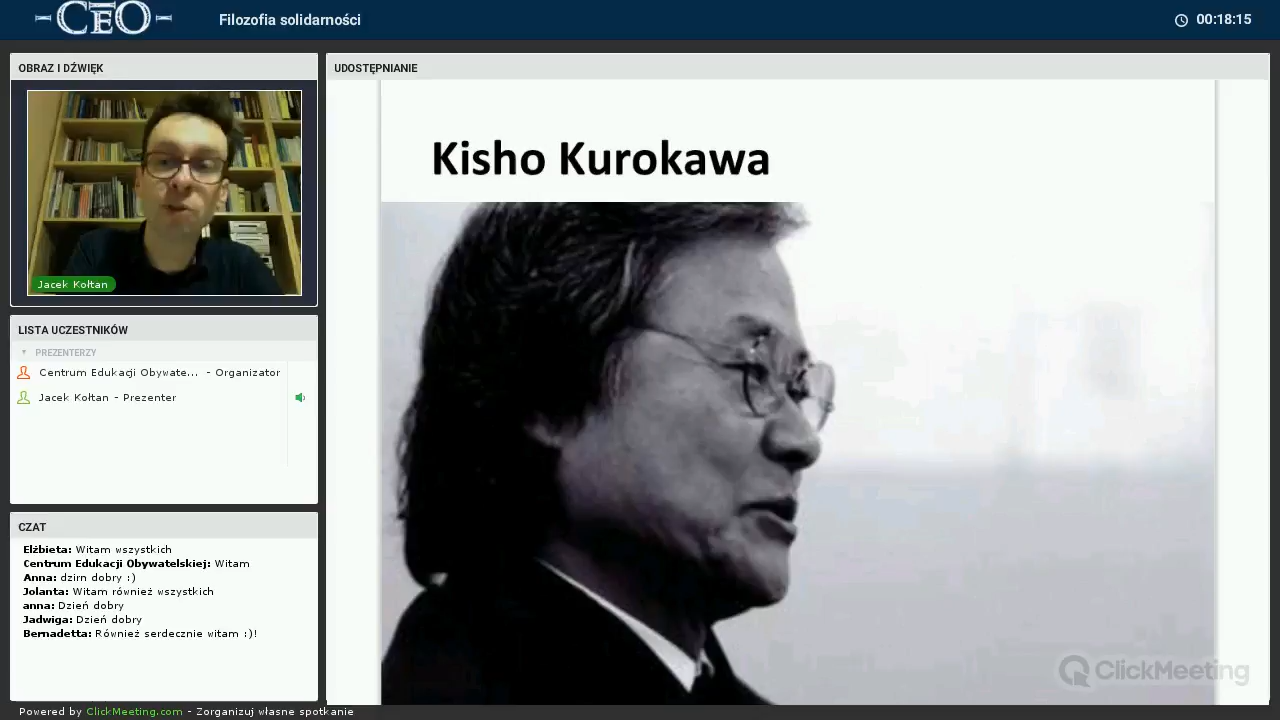 CEO
Filozofia solidarności
00:18:15
OBRAZ I DŹWIĘK
Jacek Kołtan
LISTA UCZESTNIKÓW
PREZENTERZY
Centrum Edukacji Obywate... - Organizator
Jacek Kołtan - Prezenter
CZAT
Elżbieta: Witam wszystkich
Centrum Edukacji Obywatelskiej: Witam
Anna: dzirn dobry :)
Jolanta: Witam również wszystkich
anna: Dzień dobry
Jadwiga: Dzień dobry
Bernadetta: Również serdecznie witam :)!
Powered by ClickMeeting.com - Zorganizuj własne spotkanie
UDOSTĘPNIANIE
Kisho Kurokawa
ClickMeeting